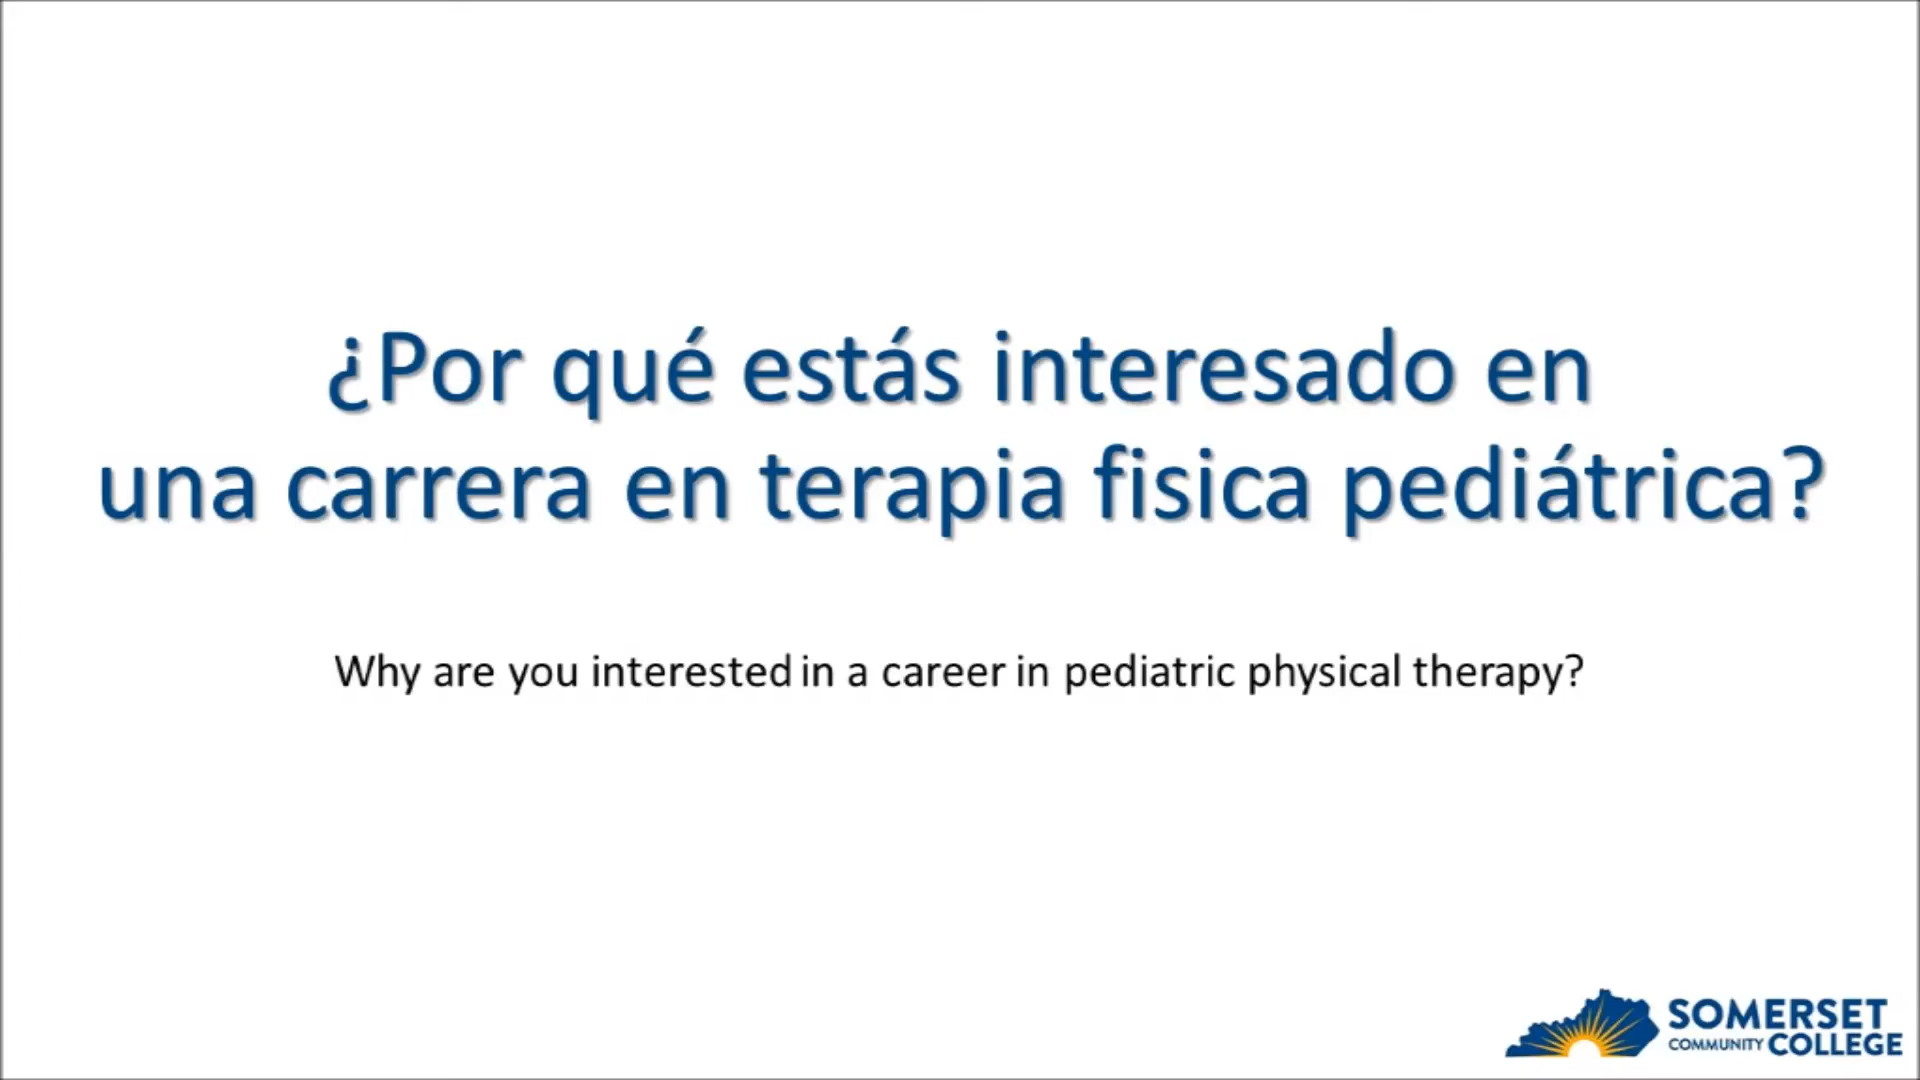 ¿Por qué estás interesado en
una carrera en terapia fisica pediátrica?
Why are you interested in a career in pediatric physical therapy?
SOMERSET
COMMUNITY COLLEGE